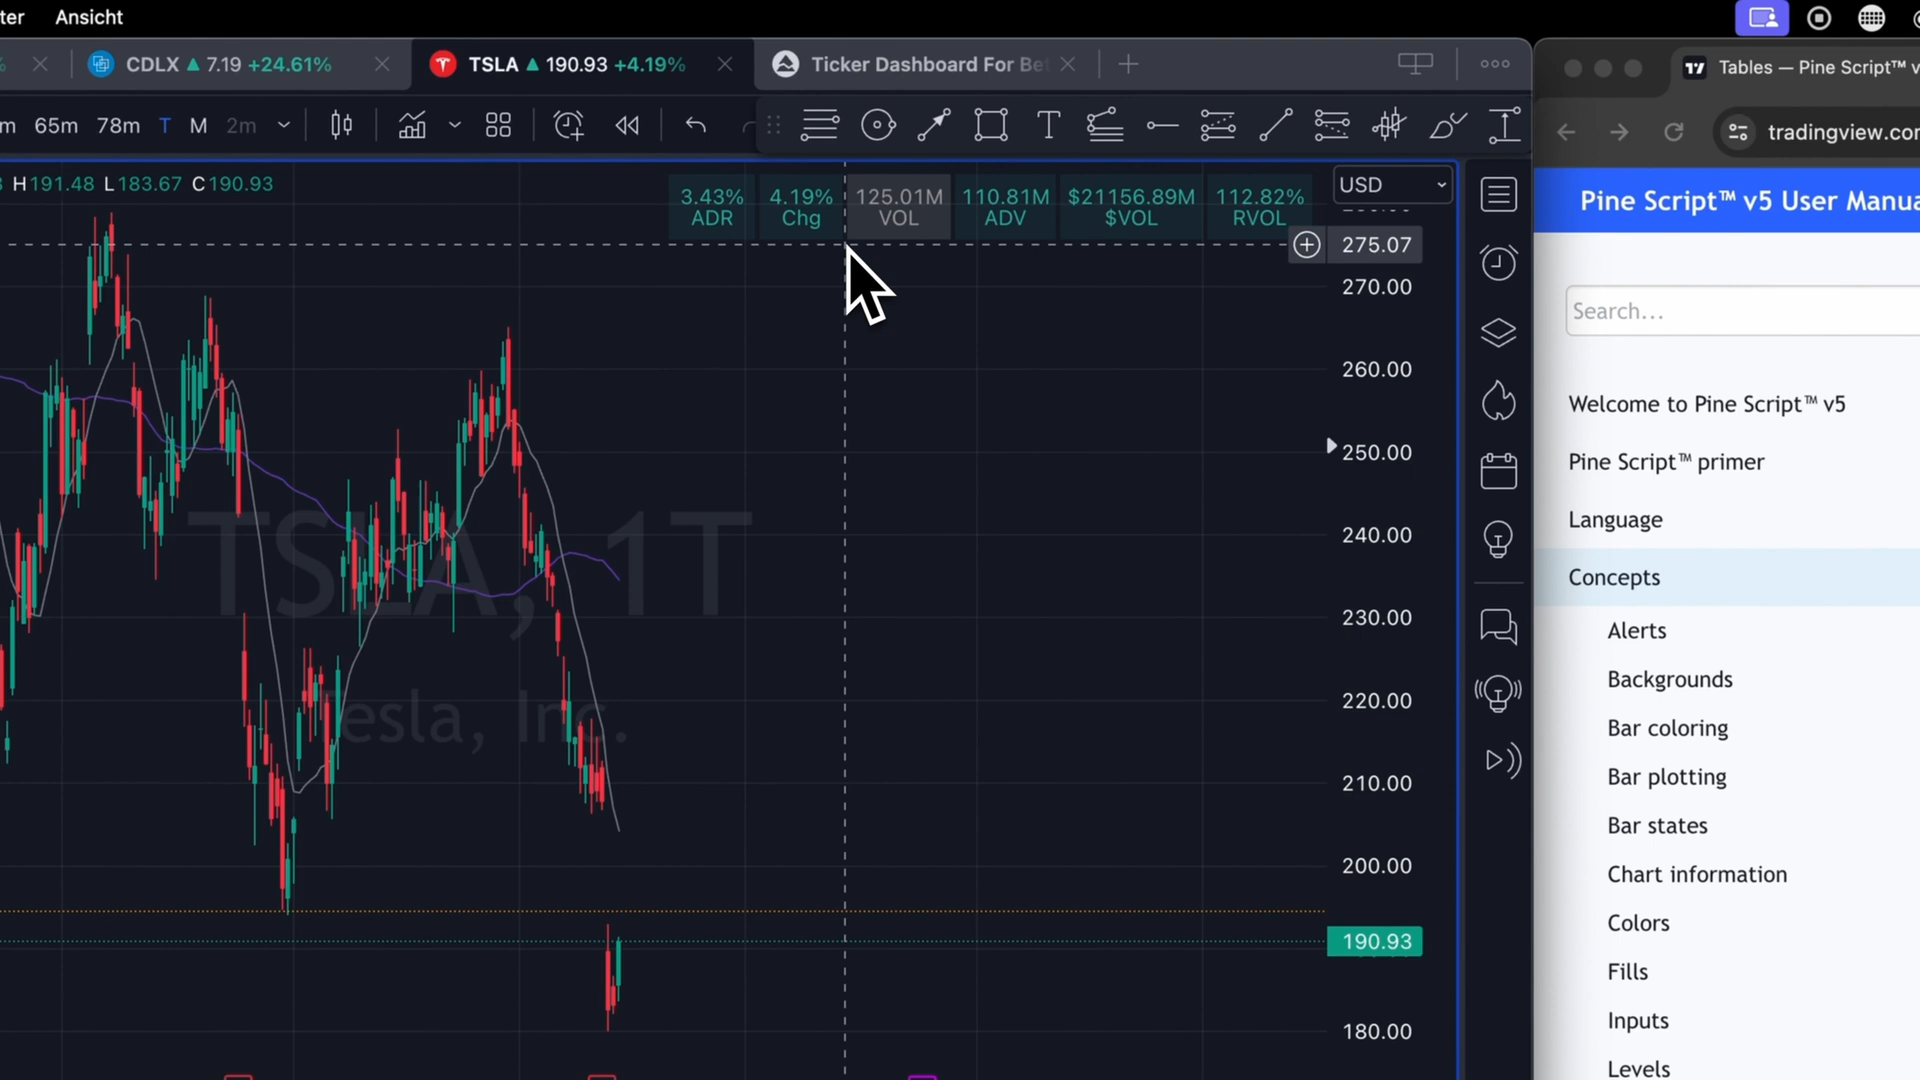 ter Ansicht
CDLX 7.19 +24.61% TSLA 190.93 +4.19% Ticker Dashboard For Be
Tables — Pine Script™ v
m 65m 78m T M 2m T
tradingview.co
H191.48 L183.67 C190.93
3.43% 4.19% 125.01M 110.81M $21156.89M 112.82%
ADR Chg VOL ADV $VOL RVOL
USD
275.07
270.00
260.00
250.00
240.00
230.00
220.00
210.00
200.00
190.93
180.00
TSLA, 1T
Tesla, Inc.
Pine Script™ v5 User Manua
Search...
Welcome to Pine Script™ v5
Pine Script™ primer
Language
Concepts
Alerts
Backgrounds
Bar coloring
Bar plotting
Bar states
Chart information
Colors
Fills
Inputs
Levels